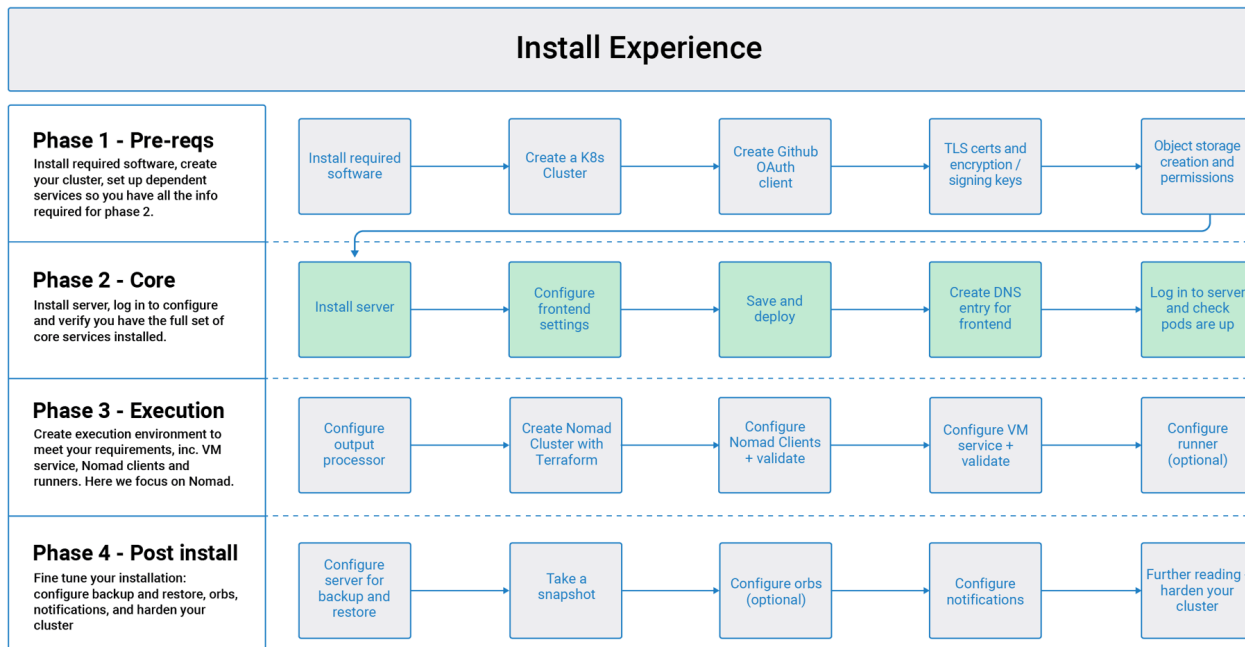 Install Experience
Phase 1 - Pre-reqs
Install required software, create
your cluster, set up dependent
services so you have all the info
required for phase 2.
Install required
software
Create a K8s
Cluster
Create Github
OAuth
client
TLS certs and
encryption /
signing keys
Object storage
creation and
permissions
Phase 2 - Core
Install server, log in to configure
and verify you have the full set of
core services installed.
Install server
Configure
frontend
settings
Save and
deploy
Create DNS
entry for
frontend
Log in to server
and check
pods are up
Phase 3 - Execution
Create execution environment to
meet your requirements, inc. VM
service, Nomad clients and
runners. Here we focus on Nomad.
Configure
output
processor
Create Nomad
Cluster with
Terraform
Configure
Nomad Clients
+ validate
Configure VM
service +
validate
Configure
runner
(optional)
Phase 4 - Post install
Fine tune your installation:
configure backup and restore, orbs,
notifications, and harden your
cluster
Configure
server for
backup and
restore
Take a
snapshot
Configure orbs
(optional)
Configure
notifications
Further reading
harden your
cluster